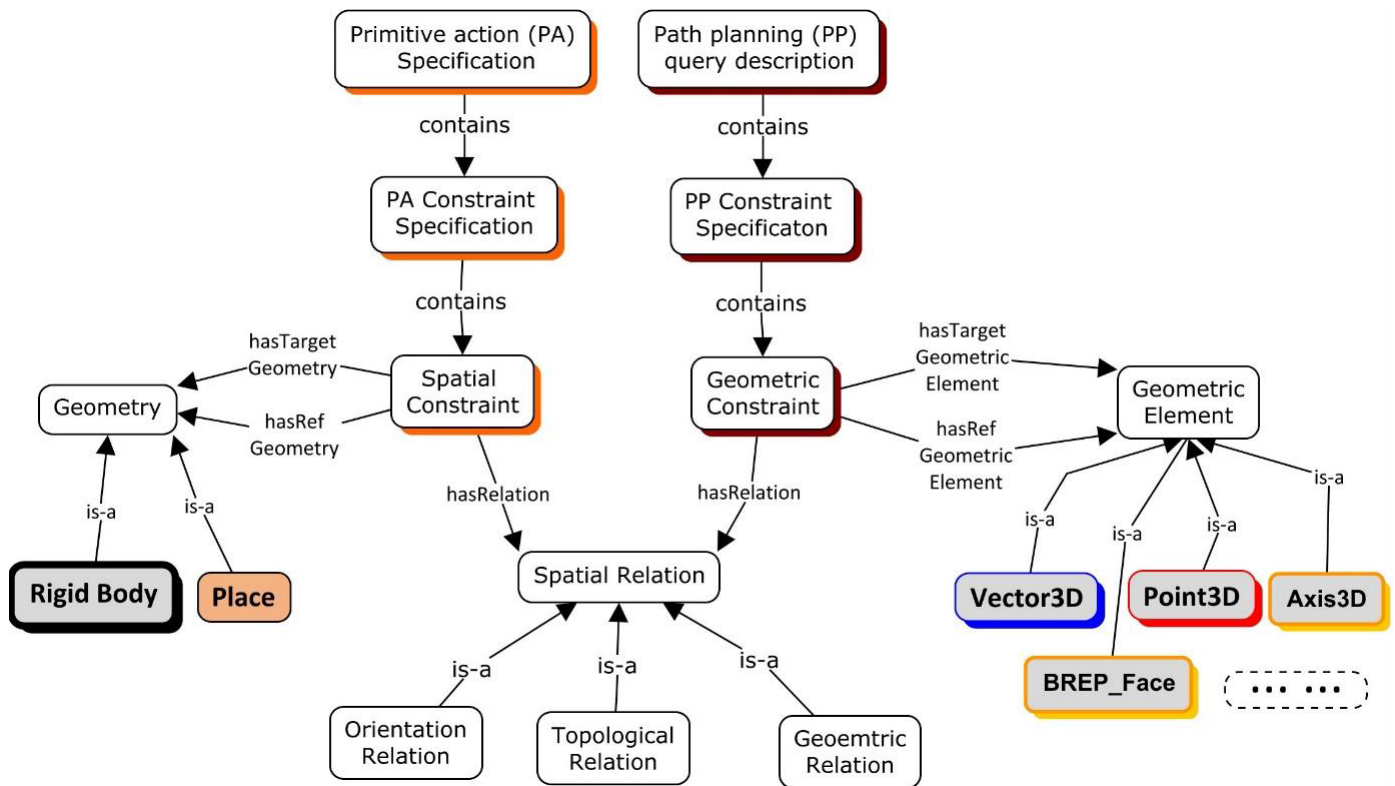 Primitive action (PA)
Specification
Path planning (PP)
query description
contains
contains
PA Constraint
Specification
PP Constraint
Specificaton
contains
contains
hasTarget
Geometry
hasRef
Geometry
Spatial
Constraint
Geometric
Constraint
hasTarget
Geometric
Element
hasRef
Geometric
Element
Geometry
Geometric
Element
hasRelation
hasRelation
is-a
is-a
is-a
is-a
is-a
is-a
Rigid Body
Place
Spatial Relation
Vector3D
Point3D
Axis3D
BREP_Face
... ...
is-a
is-a
is-a
Orientation
Relation
Topological
Relation
Geoemtric
Relation